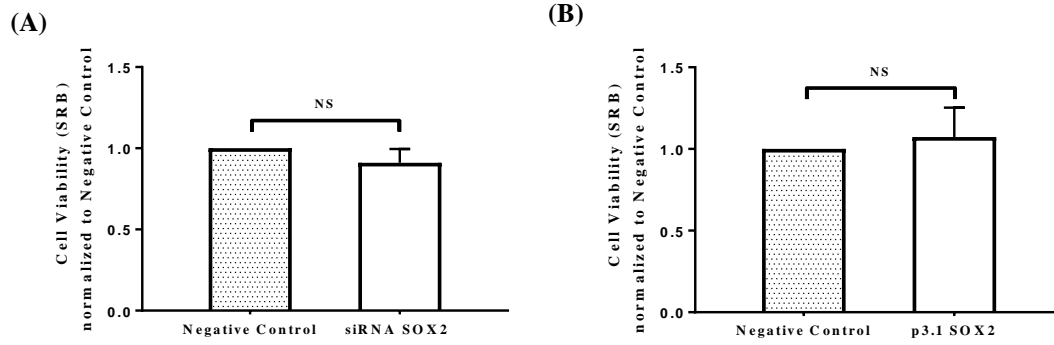 (A)
Cell Viability (SRB)
normalized to Negative Control
1.5
1.0
0.5
0.0
NS
Negative Control
siRNA SOX2
(B)
Cell Viability (SRB)
normalized to Negative Control
1.5
1.0
0.5
0.0
NS
Negative Control
p3.1 SOX2